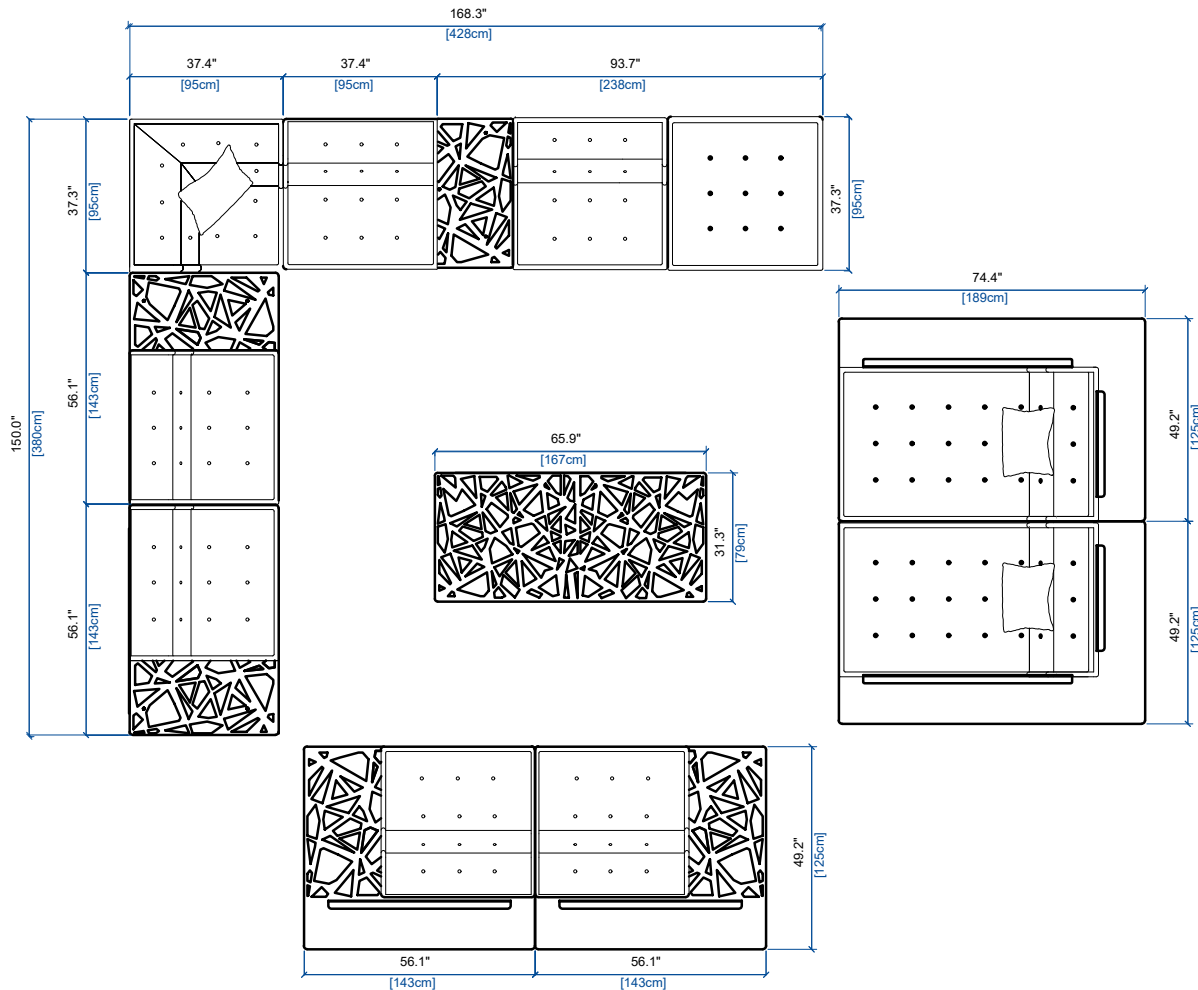 168.3"
[428cm]
37.4"
[95cm]
37.4"
[95cm]
93.7"
[238cm]
37.3"
[95cm]
37.3"
[95cm]
74.4"
[189cm]
150.0"
[380cm]
56.1"
[143cm]
49.2"
[125cm]
65.9"
[167cm]
31.3"
[79cm]
56.1"
[143cm]
49.2"
[125cm]
49.2"
[125cm]
56.1"
[143cm]
56.1"
[143cm]